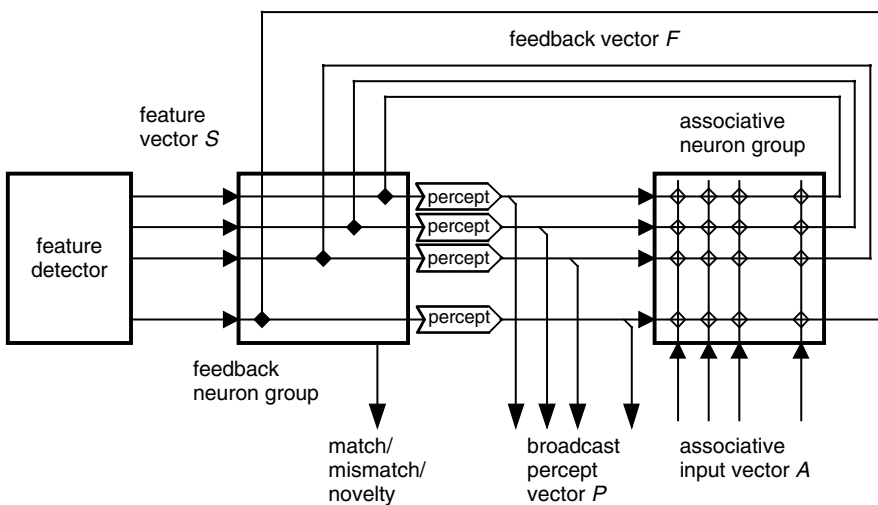 feedback vector F
feature
vector S
associative
neuron group
feature
detector
percept
percept
percept
percept
feedback
neuron group
match/
mismatch/
novelty
broadcast
percept
vector P
associative
input vector A